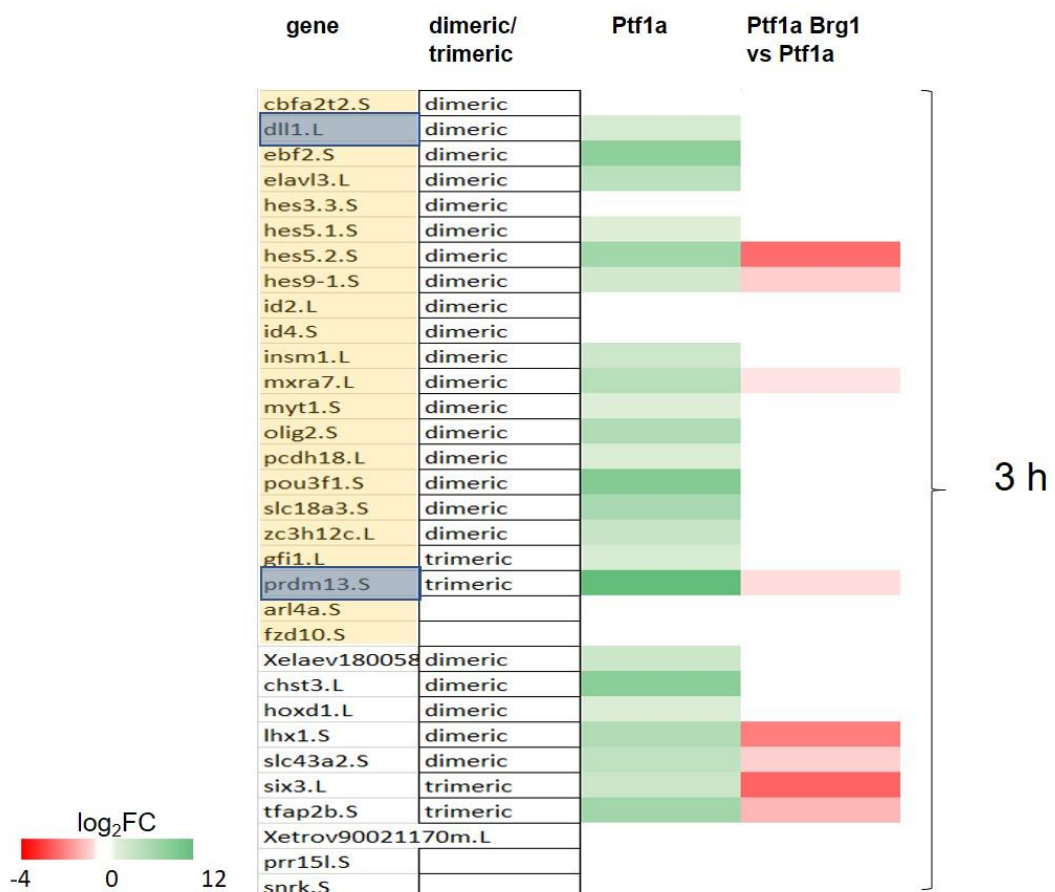 gene dimeric/ Ptf1a Ptf1a Brg1
trimeric vs Ptf1a
cbfa2t2.S dimeric
dll1.L dimeric
ebf2.S dimeric
elavl3.L dimeric
hes3.3.S dimeric
hes5.1.S dimeric
hes5.2.S dimeric
hes9-1.S dimeric
id2.L dimeric
id4.S dimeric
insm1.L dimeric
mxra7.L dimeric
myt1.S dimeric
olig2.S dimeric
pcdh18.L dimeric
pou3f1.S dimeric
3 h
slc18a3.S dimeric
zc3h12c.L dimeric
gfi1.L trimeric
prdm13.S trimeric
arl4a.S
fzd10.S
Xelaev180058 dimeric
chst3.L dimeric
hoxd1.L dimeric
lhx1.S dimeric
slc43a2.S dimeric
six3.L trimeric
tfap2b.S trimeric
Xetrov90021170m.L
prr15l.S
snrk.S
log2FC
-4 0 12